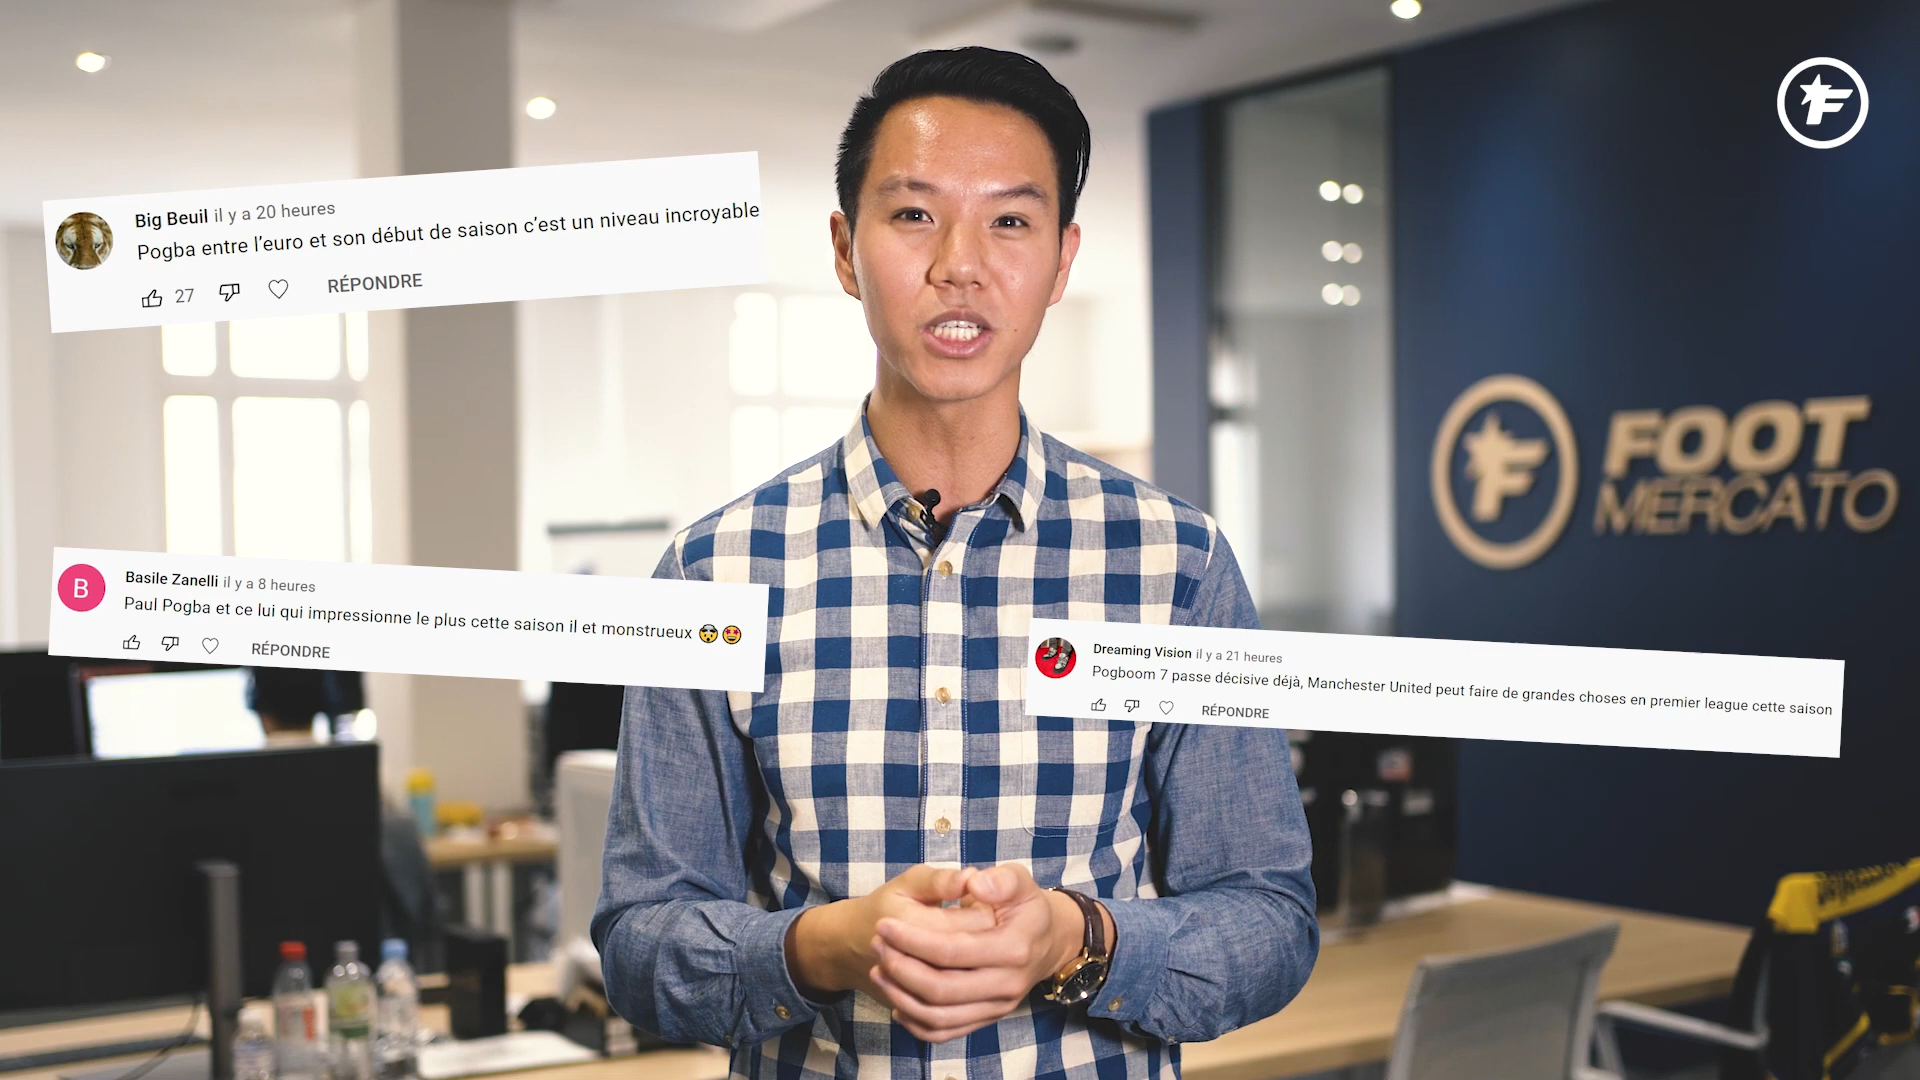 Big Beuil il y a 20 heures
Pogba entre l’euro et son début de saison c’est un niveau incroyable
27 RÉPONDRE
FOOT
MERCATO
B
Basile Zanelli il y a 8 heures
Paul Pogba et ce lui qui impressionne le plus cette saison il et monstrueux 🤯🤩
RÉPONDRE
Dreaming Vision il y a 21 heures
Pogboom 7 passe décisive déjà, Manchester United peut faire de grandes choses en premier league cette saison
RÉPONDRE